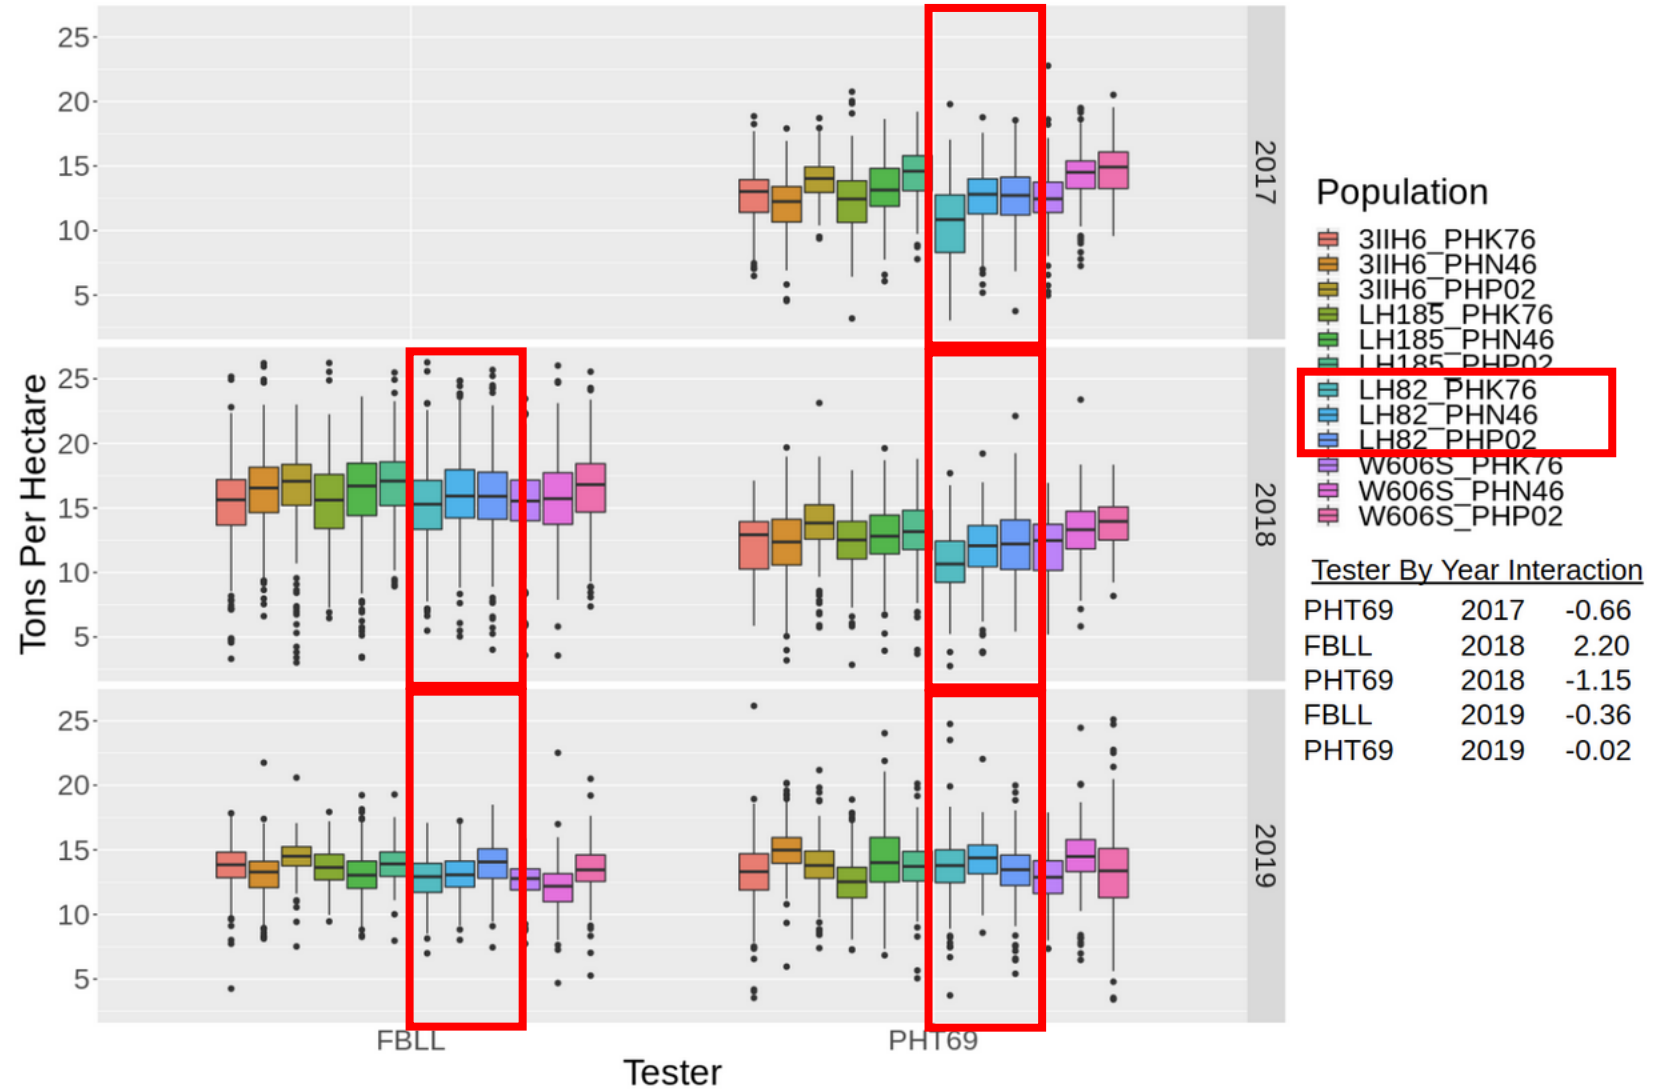 25
20
15
10
5
2017
25
20
15
10
5
2018
25
20
15
10
5
2019
Tons Per Hectare
FBLL
PHT69
Tester
Population
3IIH6_PHK76
3IIH6_PHN46
3IIH6_PHP02
LH185_PHK76
LH185_PHN46
LH185_PHP02
LH82_PHK76
LH82_PHN46
LH82_PHP02
W606S_PHK76
W606S_PHN46
W606S_PHP02
Tester By Year Interaction
PHT69 2017 -0.66
FBLL 2018 2.20
PHT69 2018 -1.15
FBLL 2019 -0.36
PHT69 2019 -0.02